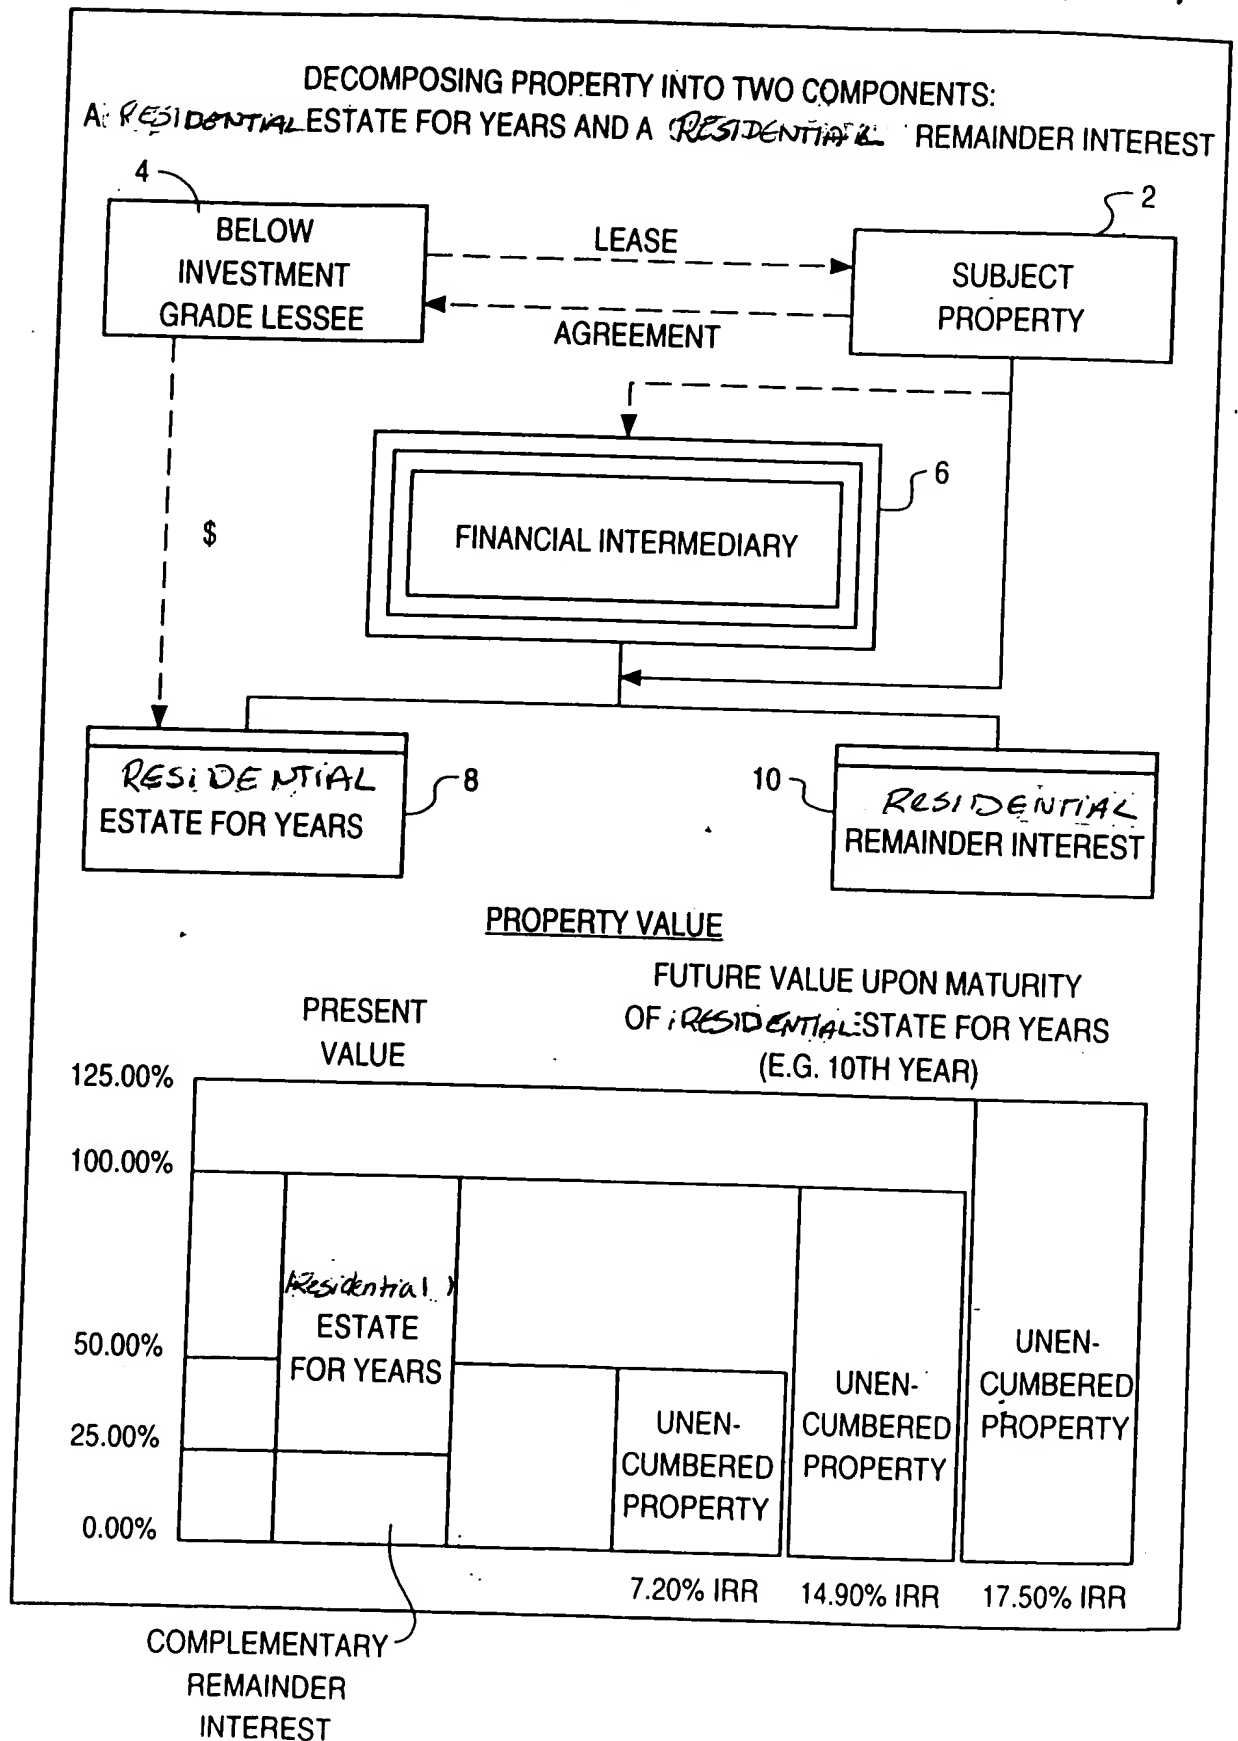 DECOMPOSING PROPERTY INTO TWO COMPONENTS:
A RESIDENTIAL ESTATE FOR YEARS AND A RESIDENTIAL REMAINDER INTEREST
4
2
BELOW
INVESTMENT
GRADE LESSEE
LEASE
AGREEMENT
SUBJECT
PROPERTY
$
6
FINANCIAL INTERMEDIARY
RESIDENTIAL
ESTATE FOR YEARS
8
10
RESIDENTIAL
REMAINDER INTEREST
PROPERTY VALUE
PRESENT
VALUE
FUTURE VALUE UPON MATURITY
OF RESIDENTIAL ESTATE FOR YEARS
(E.G. 10TH YEAR)
125.00%
100.00%
50.00%
25.00%
0.00%
Residential
ESTATE
FOR YEARS
UNEN-
CUMBERED
PROPERTY
UNEN-
CUMBERED
PROPERTY
UNEN-
CUMBERED
PROPERTY
7.20% IRR
14.90% IRR
17.50% IRR
COMPLEMENTARY
REMAINDER
INTEREST